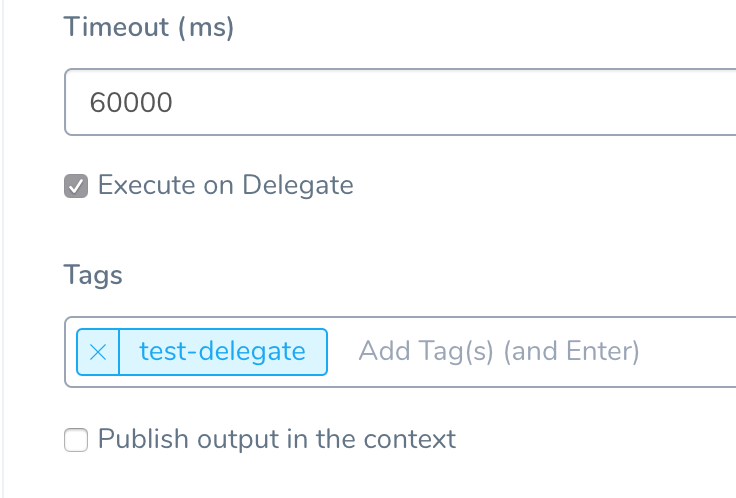 Timeout (ms)
60000
Execute on Delegate
Tags
test-delegate Add Tag(s) (and Enter)
Publish output in the context